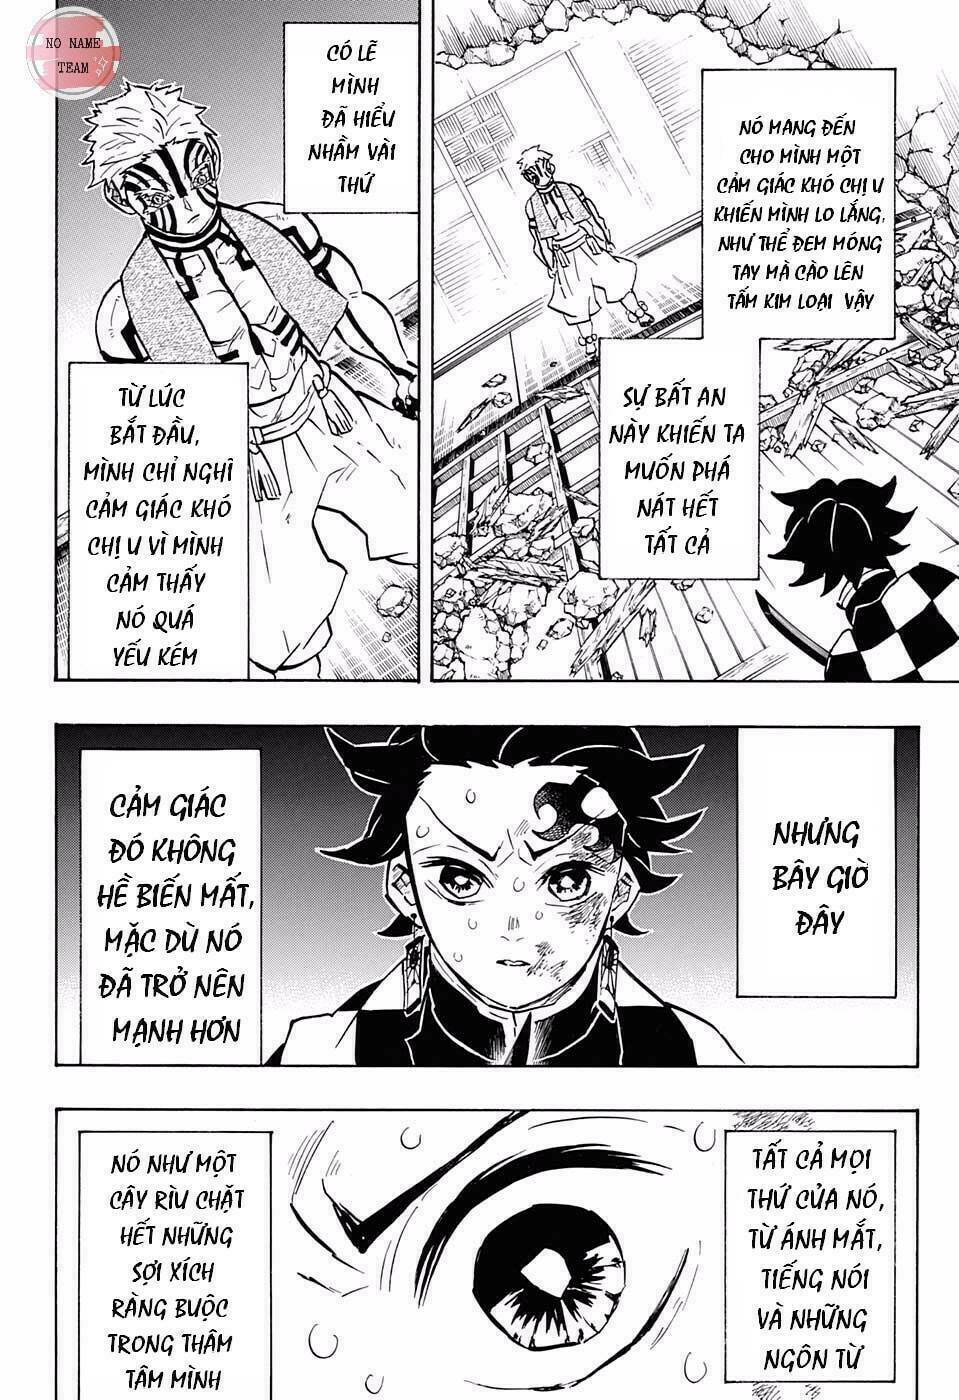 NO NAME
TEAM
NÓ MANG ĐẾN
CHO MÌNH MỘT
CẢM GIÁC KHÓ CHỊ U
KHIẾN MÌNH LO LẮNG,
NHƯ THỂ ĐEM MÓNG
TAY MÀ CÀO LÊN
TẤM KIM LOẠI VẬY
SỰ BẤT AN
NÀY KHIẾN TA
MUỐN PHÁ
NÁT HẾT
TẤT CẢ
CÓ LẼ
MÌNH
ĐÃ HIỂU
NHẦM VÀI
THỨ
TỪ LÚC
BẮT ĐẦU,
MÌNH CHỈ NGHĨ
CẢM GIÁC KHÓ
CHỊ U VÌ MÌNH
CẢM THẤY
NÓ QUÁ
YẾU KÉM
NHƯNG
BÂY GIỜ
ĐÂY
CẢM GIÁC
ĐÓ KHÔNG
HỀ BIẾN MẤT,
MẶC DÙ NÓ
ĐÃ TRỞ NÊN
MẠNH HƠN
TẤT CẢ MỌI
THỨ CỦA NÓ,
TỪ ÁNH MẮT,
TIẾNG NÓI
VÀ NHỮNG
NGÔN TỪ
NÓ NHƯ MỘT
CÂY RÌU CHẶT
HẾT NHỮNG
SỢI XÍCH
RÀNG BUỘC
TRONG THÂM
TÂM MÌNH